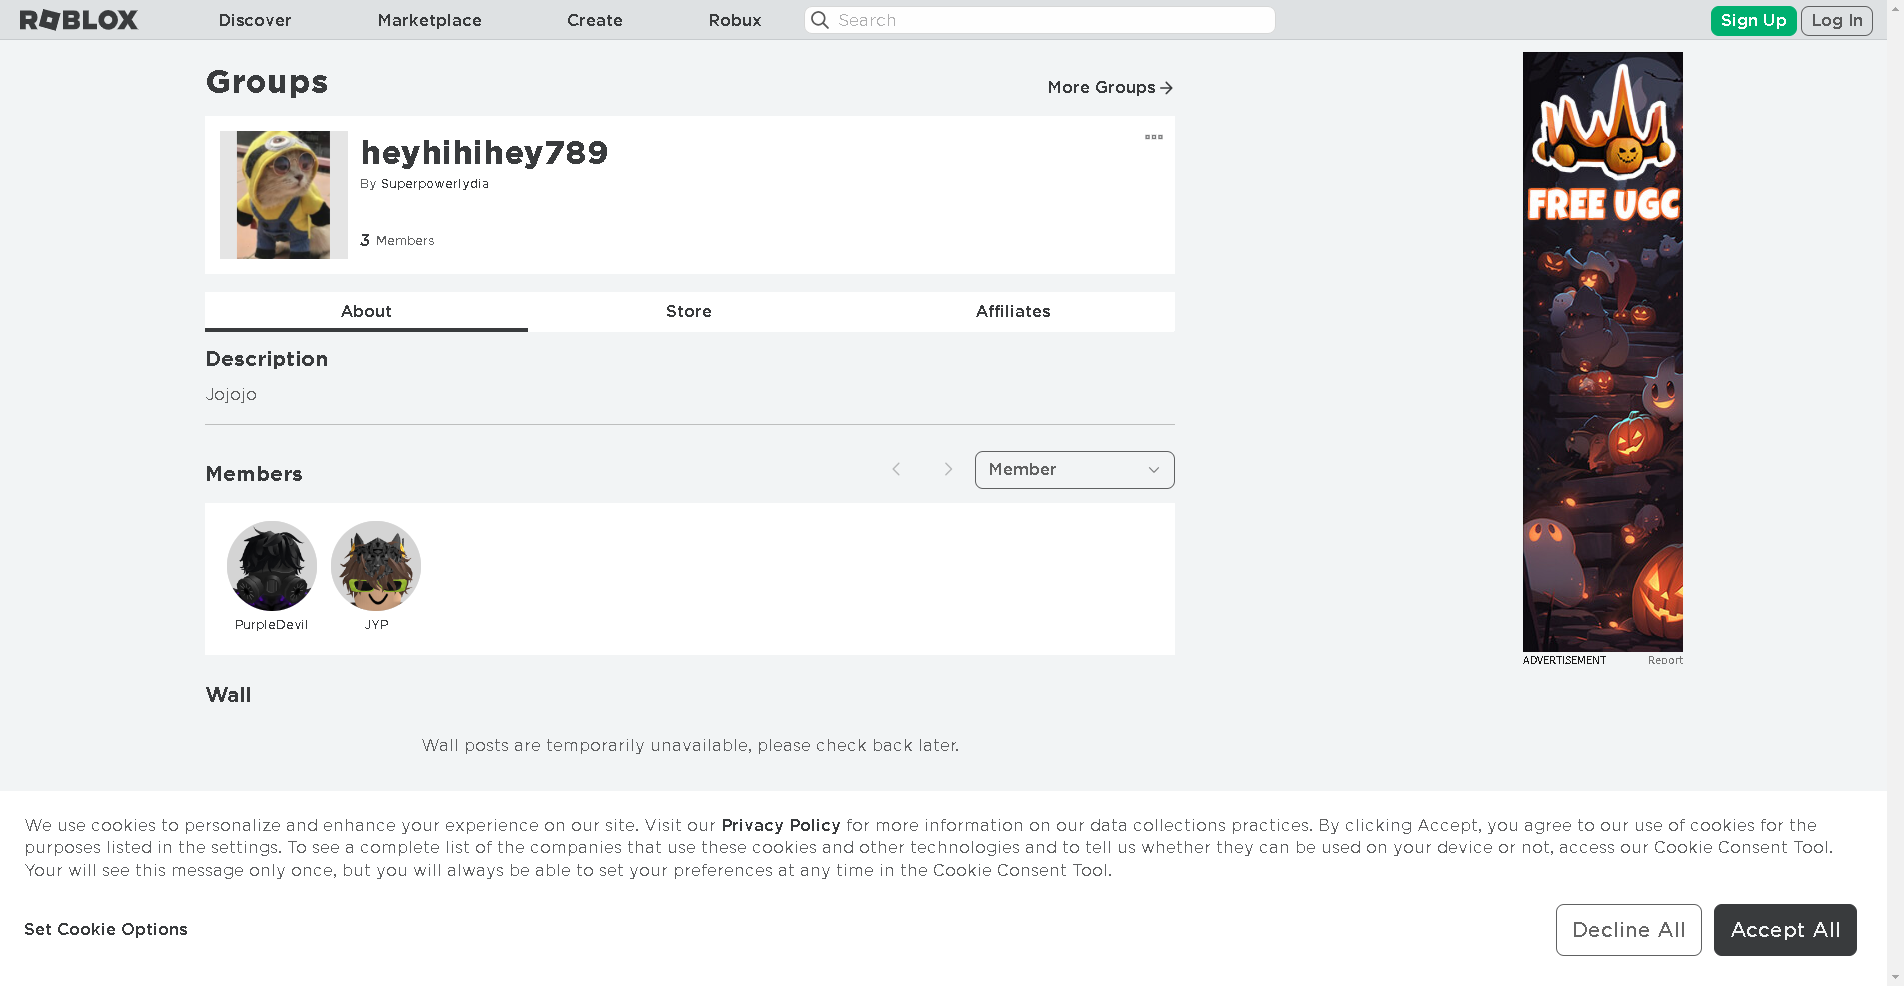 ROBLOX Discover Marketplace Create Robux Search Sign Up Log In
Groups
More Groups
heyhihihey789
By Superpowerlydia
3 Members
About Store Affiliates
Description
Jojojo
Members
Member
PurpleDevil JYP
Wall
Wall posts are temporarily unavailable, please check back later.
FREE UGC
ADVERTISEMENT Report
We use cookies to personalize and enhance your experience on our site. Visit our Privacy Policy for more information on our data collections practices. By clicking Accept, you agree to our use of cookies for the
purposes listed in the settings. To see a complete list of the companies that use these cookies and other technologies and to tell us whether they can be used on your device or not, access our Cookie Consent Tool.
Your will see this message only once, but you will always be able to set your preferences at any time in the Cookie Consent Tool.
Set Cookie Options
Decline All Accept All